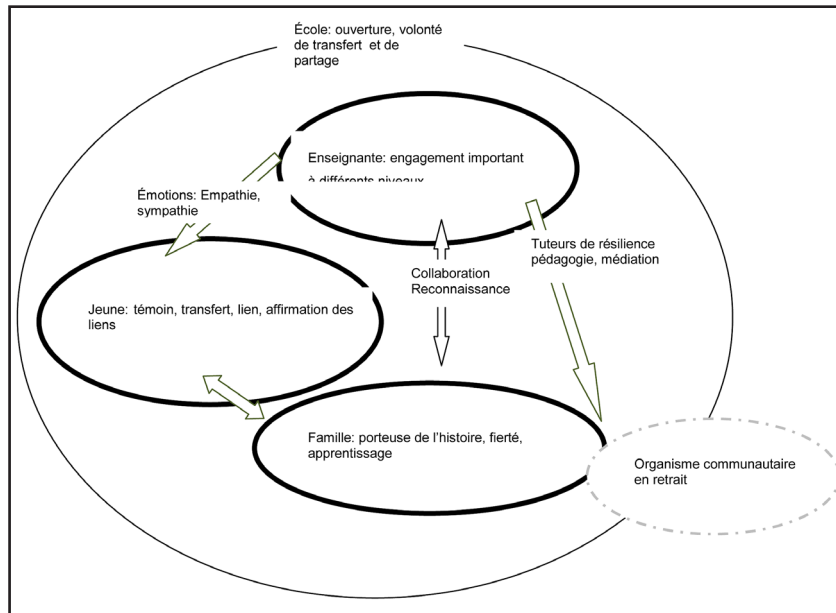 École: ouverture, volonté
de transfert et de
partage
Enseignante: engagement important
à différents niveaux
Émotions: Empathie,
sympathie
Tuteurs de résilience
pédagogie, médiation
Collaboration
Reconnaissance
Jeune: témoin, transfert, lien, affirmation des
liens
Famille: porteuse de l'histoire, fierté,
apprentissage
Organisme communautaire
en retrait